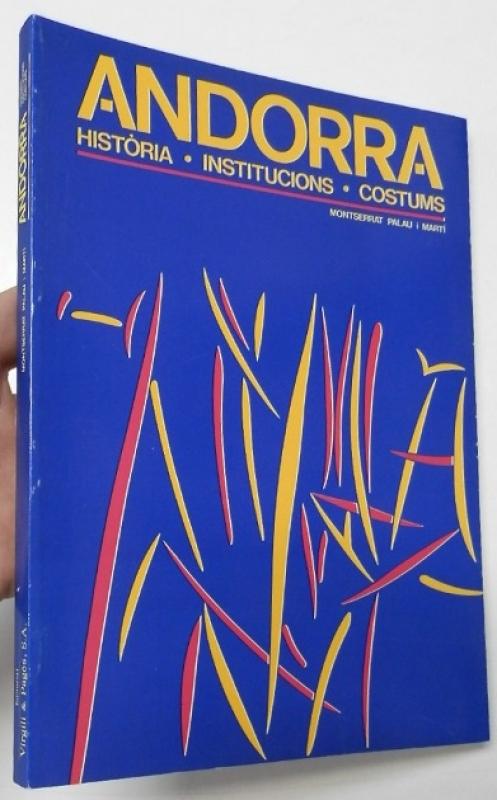 ANDORRA
HISTÒRIA • INSTITUCIONS • COSTUMS
MONTSERRAT PALAU i MARTÍ
ANDORRA
MONTSERRAT PALAU i MARTÍ
Virgili & Pagès, S.A.